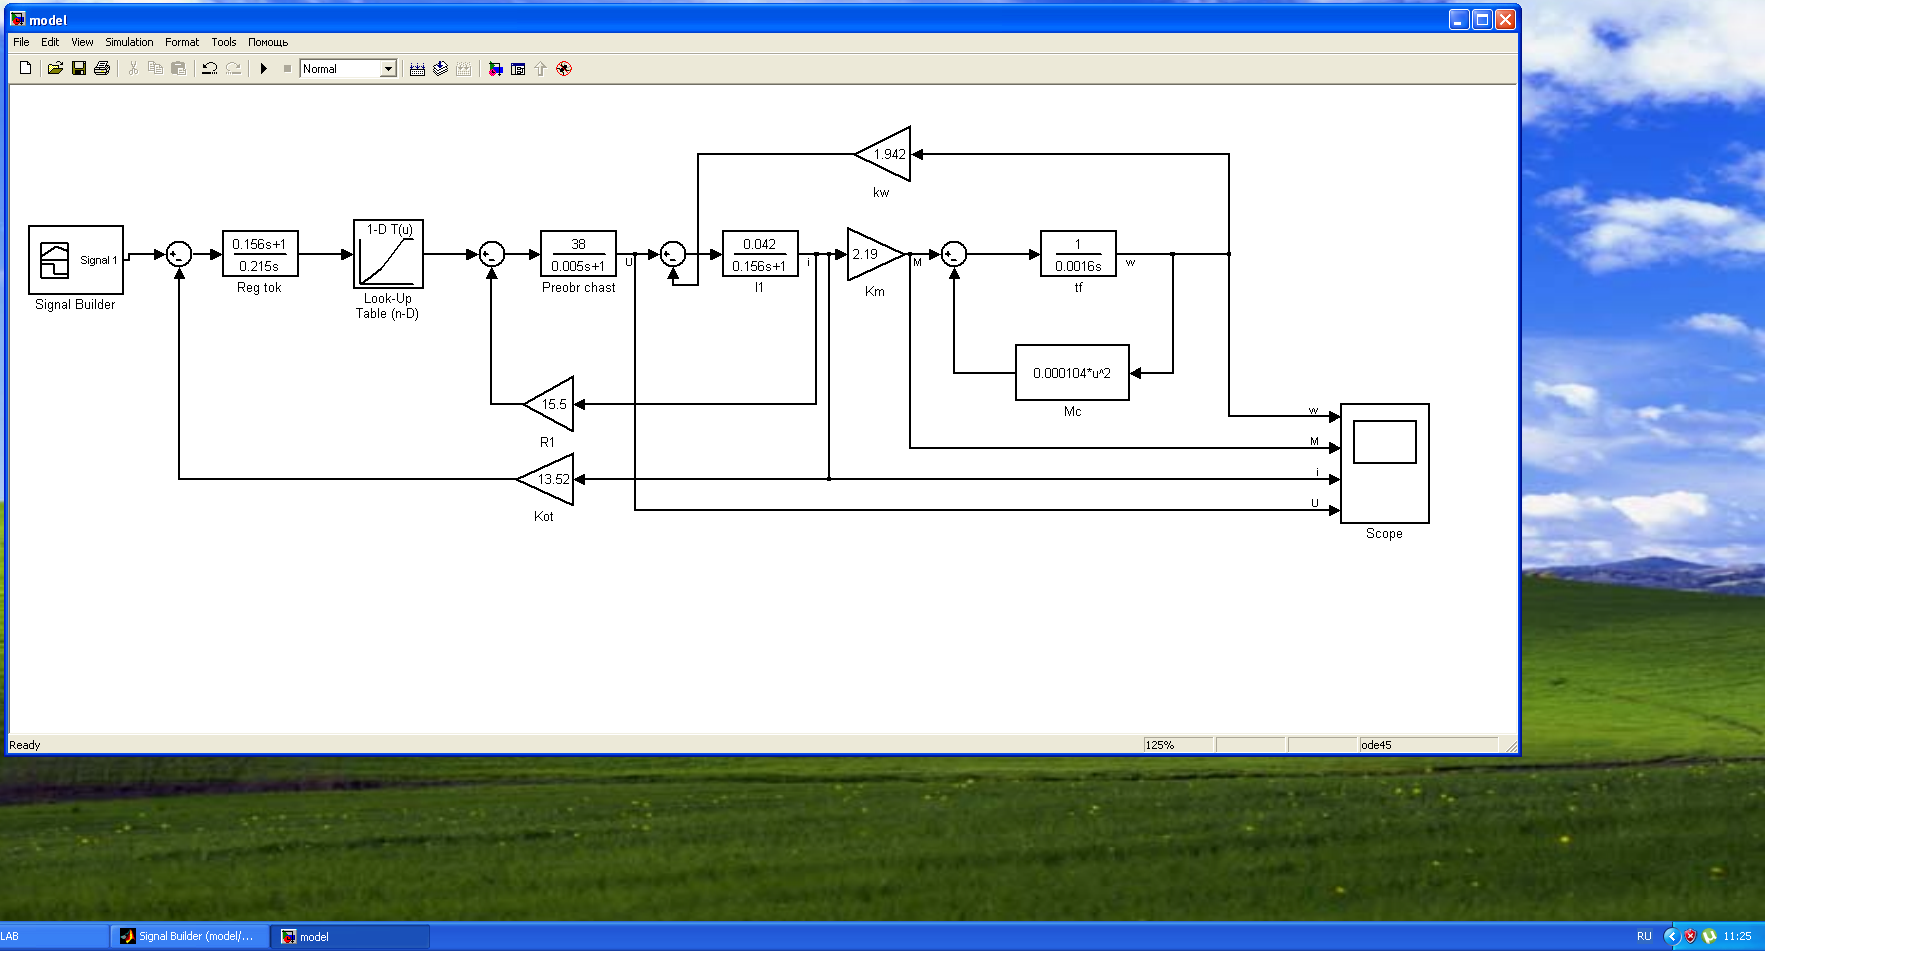 model
File Edit View Simulation Format Tools Помощь
Normal
1.942
kw
Signal 1
Signal Builder
0.156s+1
0.215s
Reg tok
1-D T(u)
Look-Up
Table (n-D)
38
0.005s+1
Preobr chast
U
0.042
0.156s+1
l1
i
2.19
Km
M
1
0.0016s
tf
w
0.000104*u^2
Mc
15.5
R1
13.52
Kot
w
M
i
U
Scope
Ready
125%
ode45
LAB
Signal Builder (model/...
model
RU
11:25